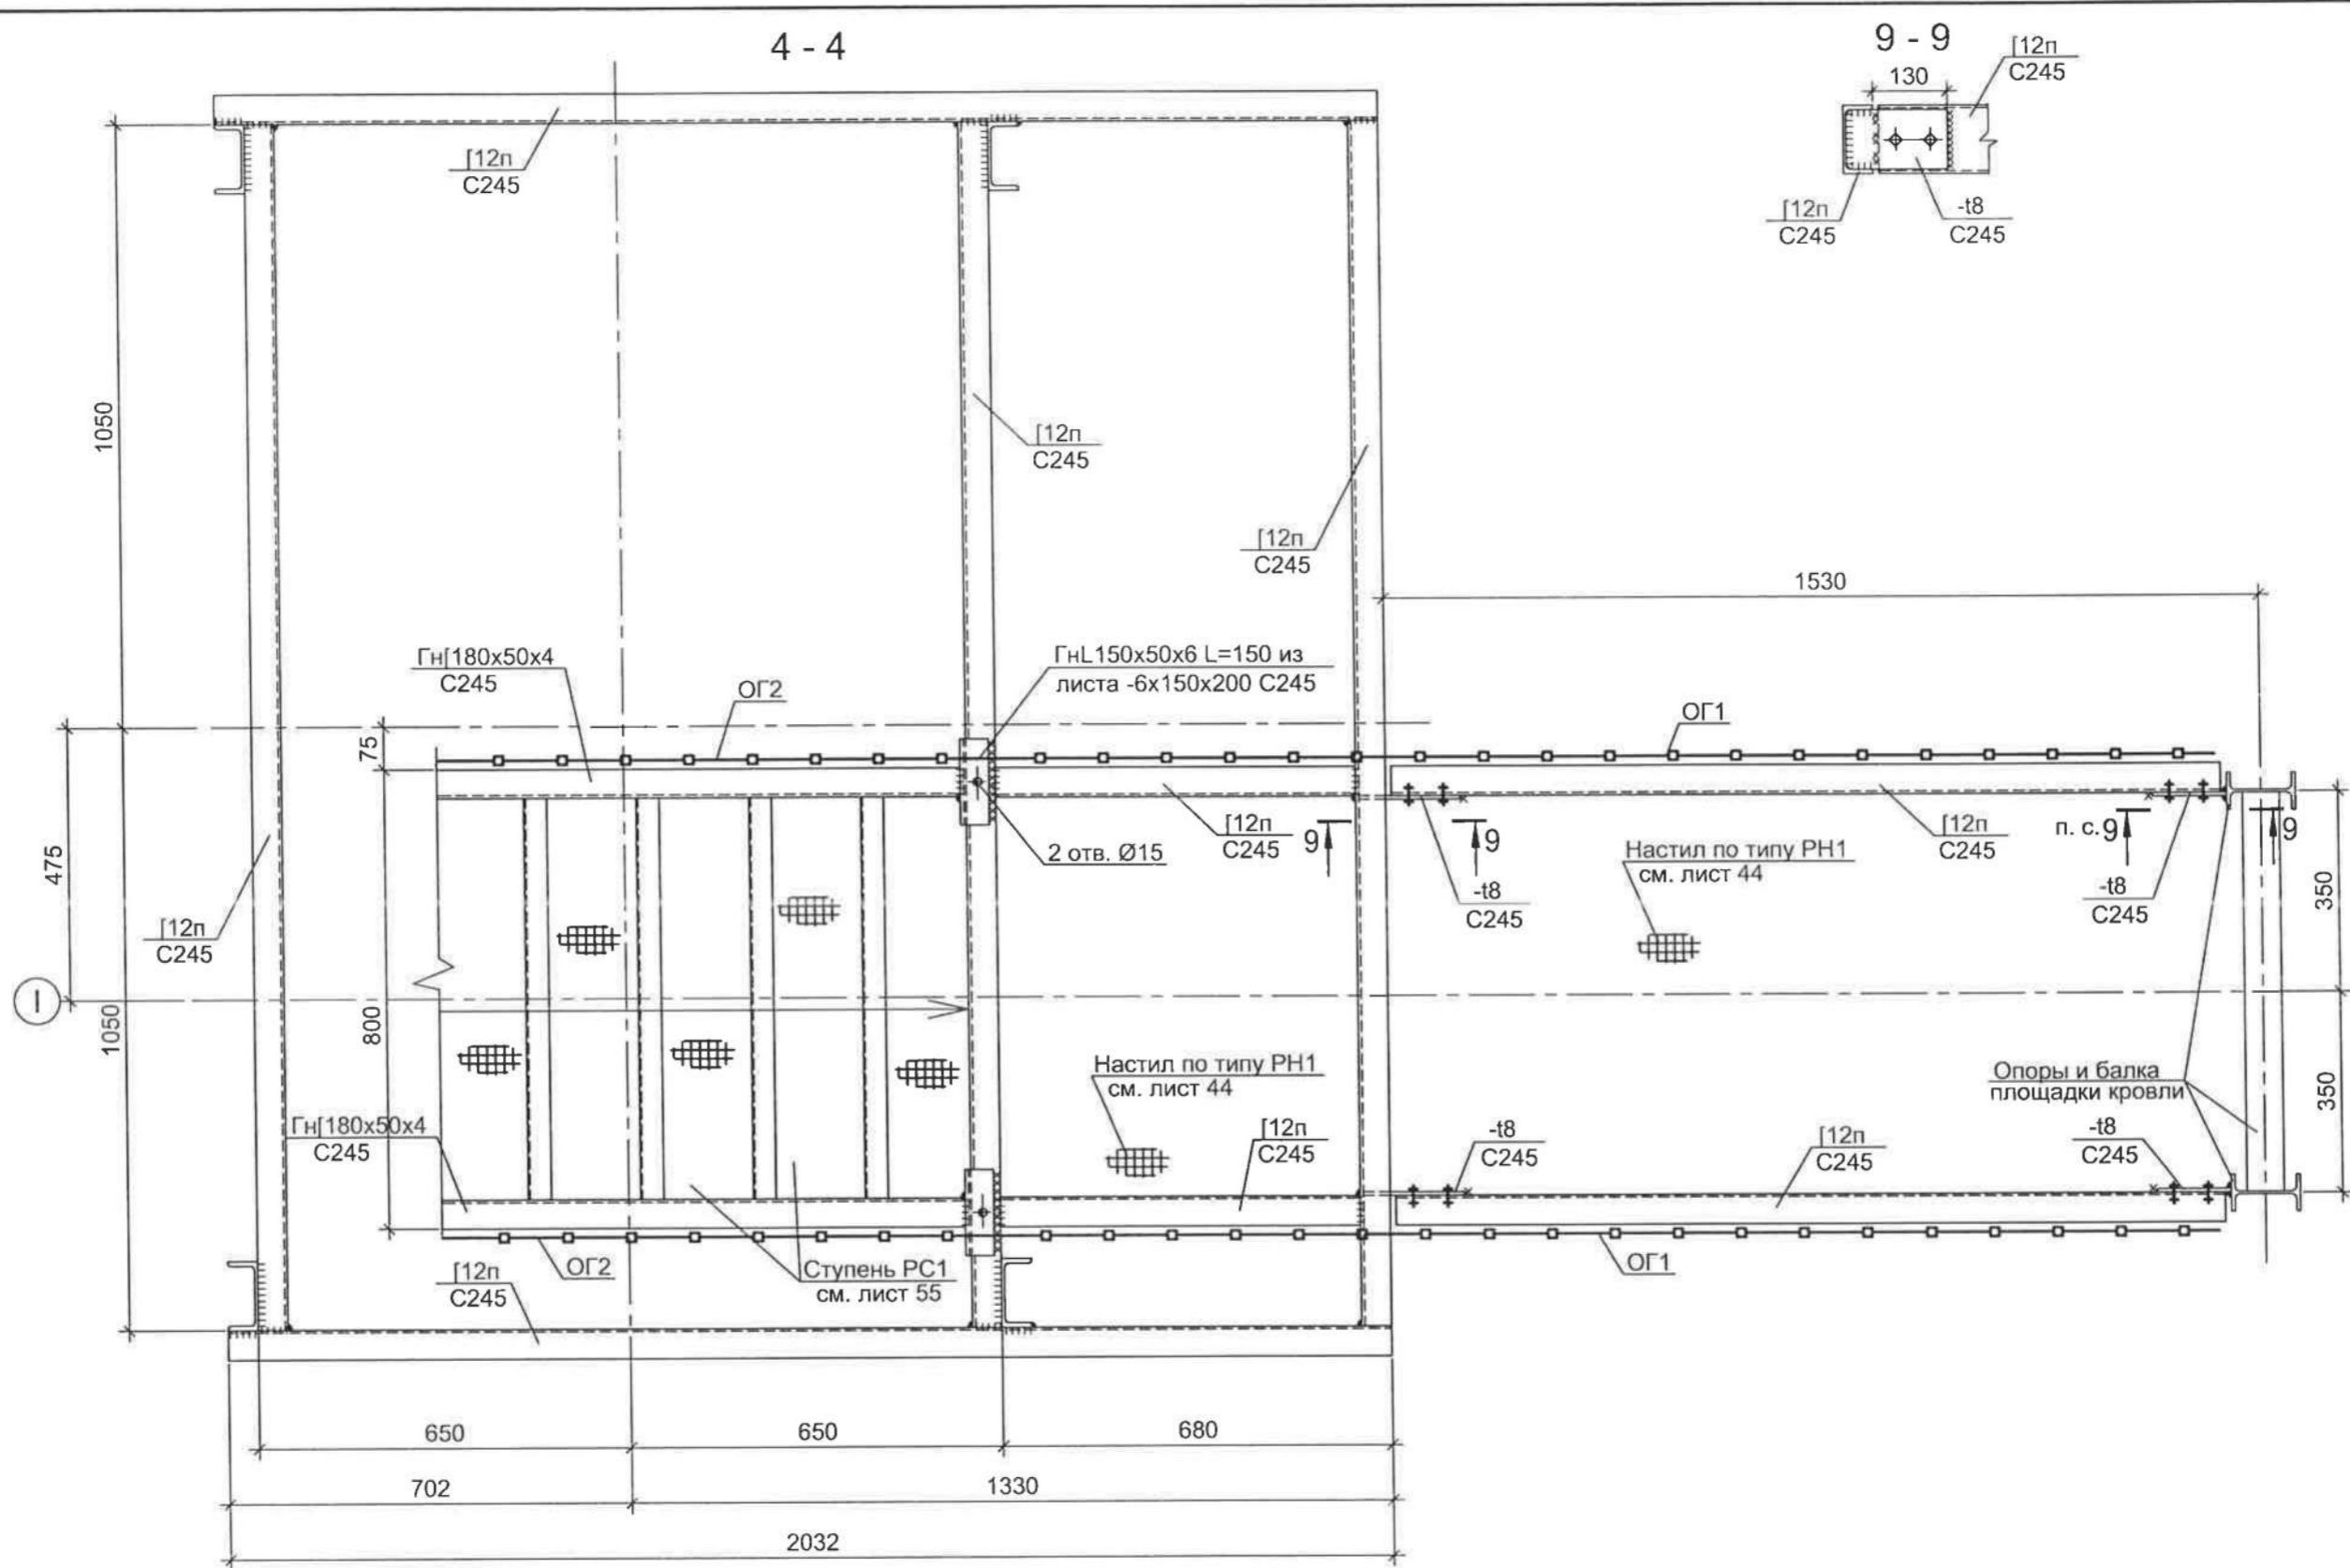 4 - 4
9 - 9
[12п
С245
130
[12п
С245
-t8
С245
[12п
С245
1050
[12п
С245
[12п
С245
1530
Гн[180х50х4
С245
ОГ2
ГнL150х50х6 L=150 из
листа -6х150х200 С245
ОГ1
75
475
[12п
С245
2 отв. Ø15
[12п
С245
9
9
-t8
С245
Настил по типу РН1
см. лист 44
[12п
С245
п. с. 9
9
-t8
С245
350
I
1050
800
Настил по типу РН1
см. лист 44
Опоры и балка
площадки кровли
350
Гн[180х50х4
С245
[12п
С245
-t8
С245
[12п
С245
-t8
С245
[12п
С245
ОГ2
Ступень РС1
см. лист 55
ОГ1
650
650
680
702
1330
2032